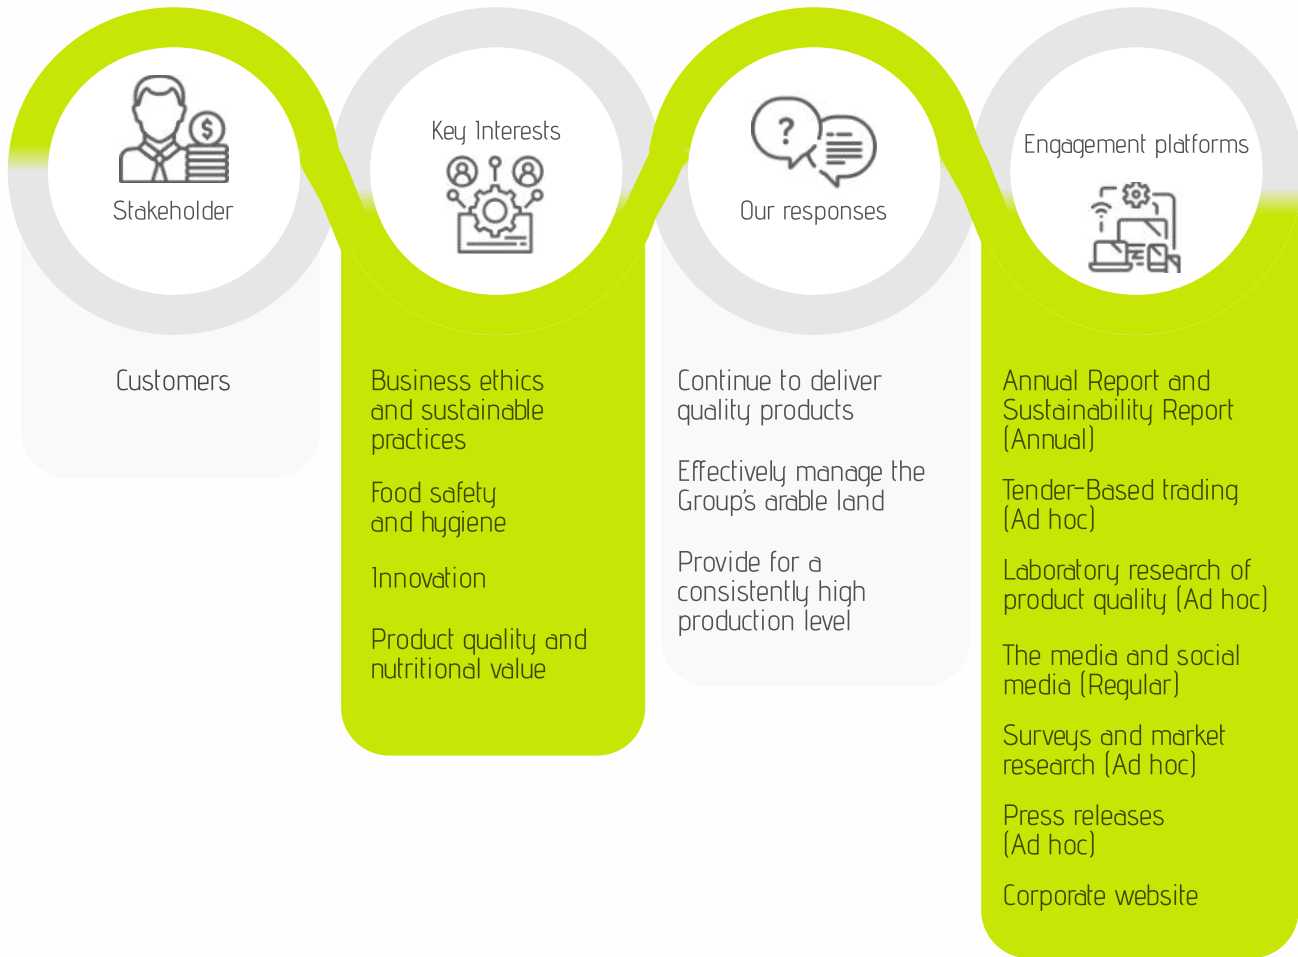 Stakeholder
Customers
Key Interests
Business ethics
and sustainable
practices
Food safety
and hygiene
Innovation
Product quality and
nutritional value
?
Our responses
Continue to deliver
quality products
Effectively manage the
Group's arable land
Provide for a
consistently high
production level
Engagement platforms
Annual Report and
Sustainability Report
(Annual)
Tender-Based trading
(Ad hoc)
Laboratory research of
product quality (Ad hoc)
The media and social
media (Regular)
Surveys and market
research (Ad hoc)
Press releases
(Ad hoc)
Corporate website